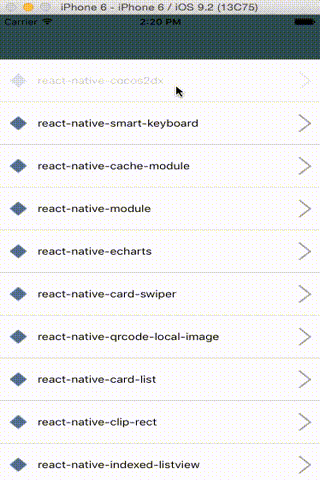 iPhone 6 - iPhone 6 / iOS 9.2 (13C75)
Carrier 2:20 PM
react-native-cocos2dx
react-native-smart-keyboard
react-native-cache-module
react-native-module
react-native-echarts
react-native-card-swiper
react-native-qrcode-local-image
react-native-card-list
react-native-clip-rect
react-native-indexed-listview